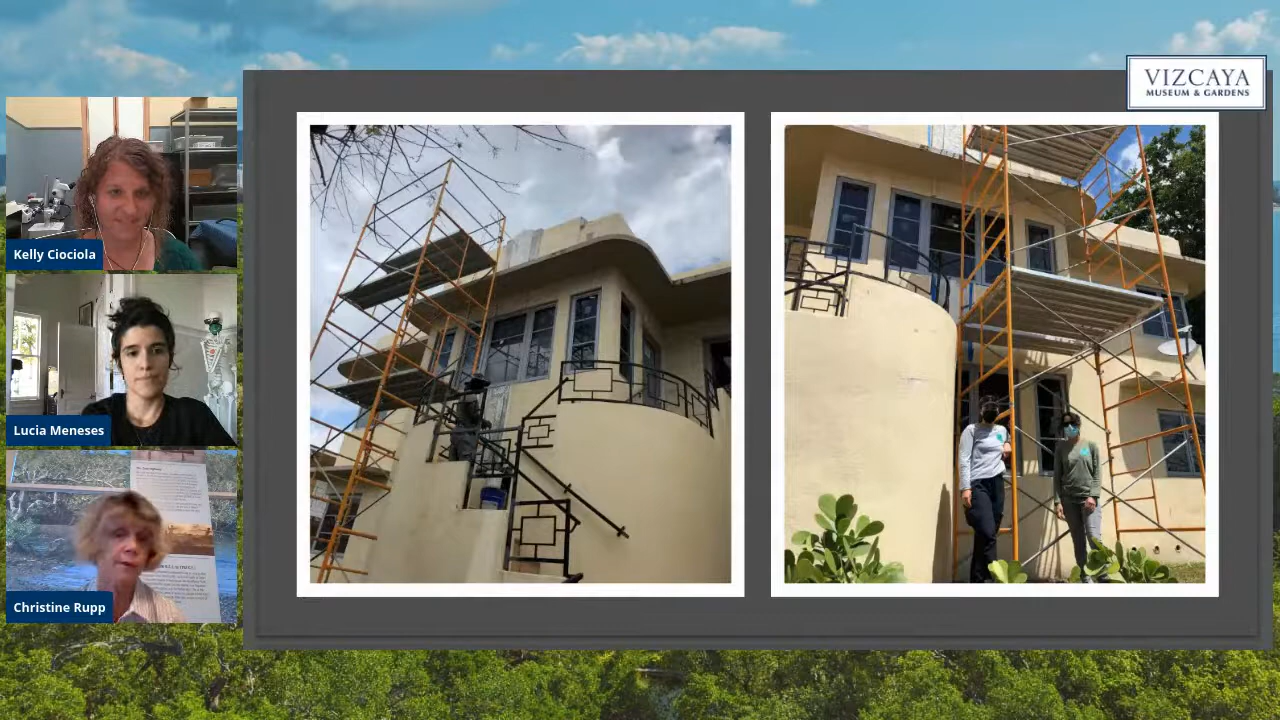 VIZCAYA
MUSEUM & GARDENS
Kelly Ciociola
Lucia Meneses
Christine Rupp